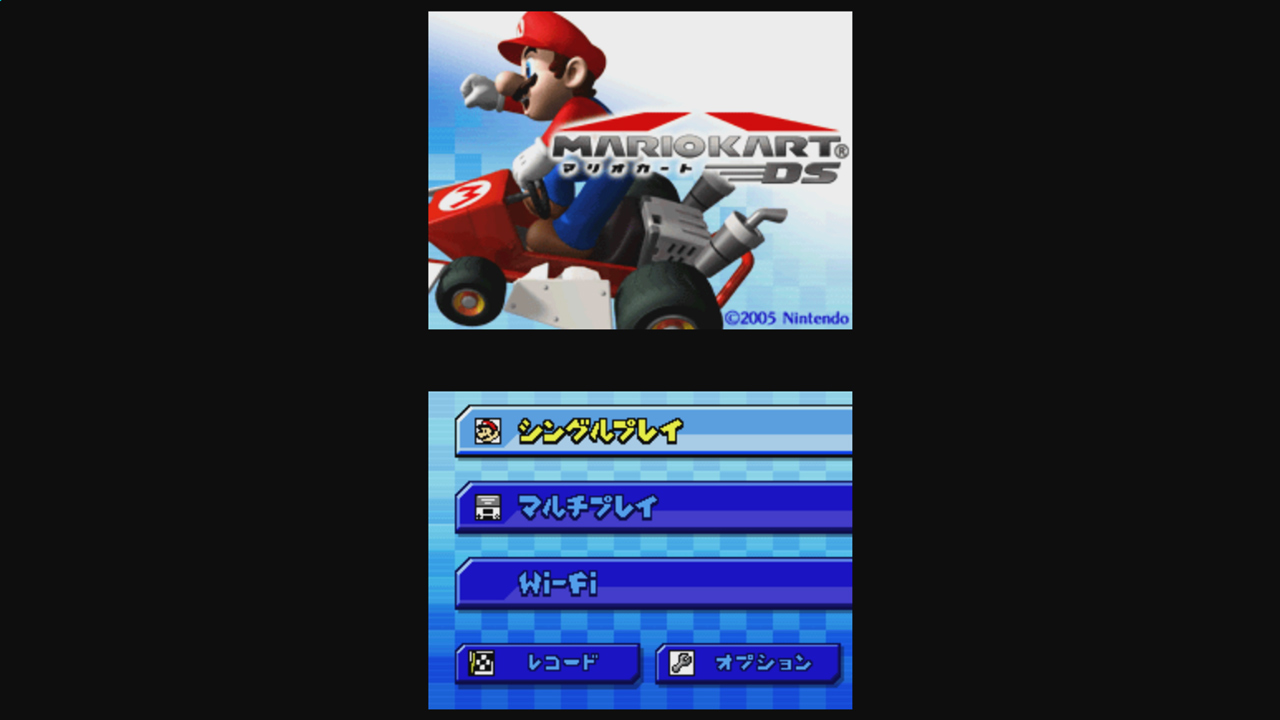 MARIOKART®
マリオカート DS
©2005 Nintendo
シングルプレイ
マルチプレイ
Wi-Fi
レコード
オプション